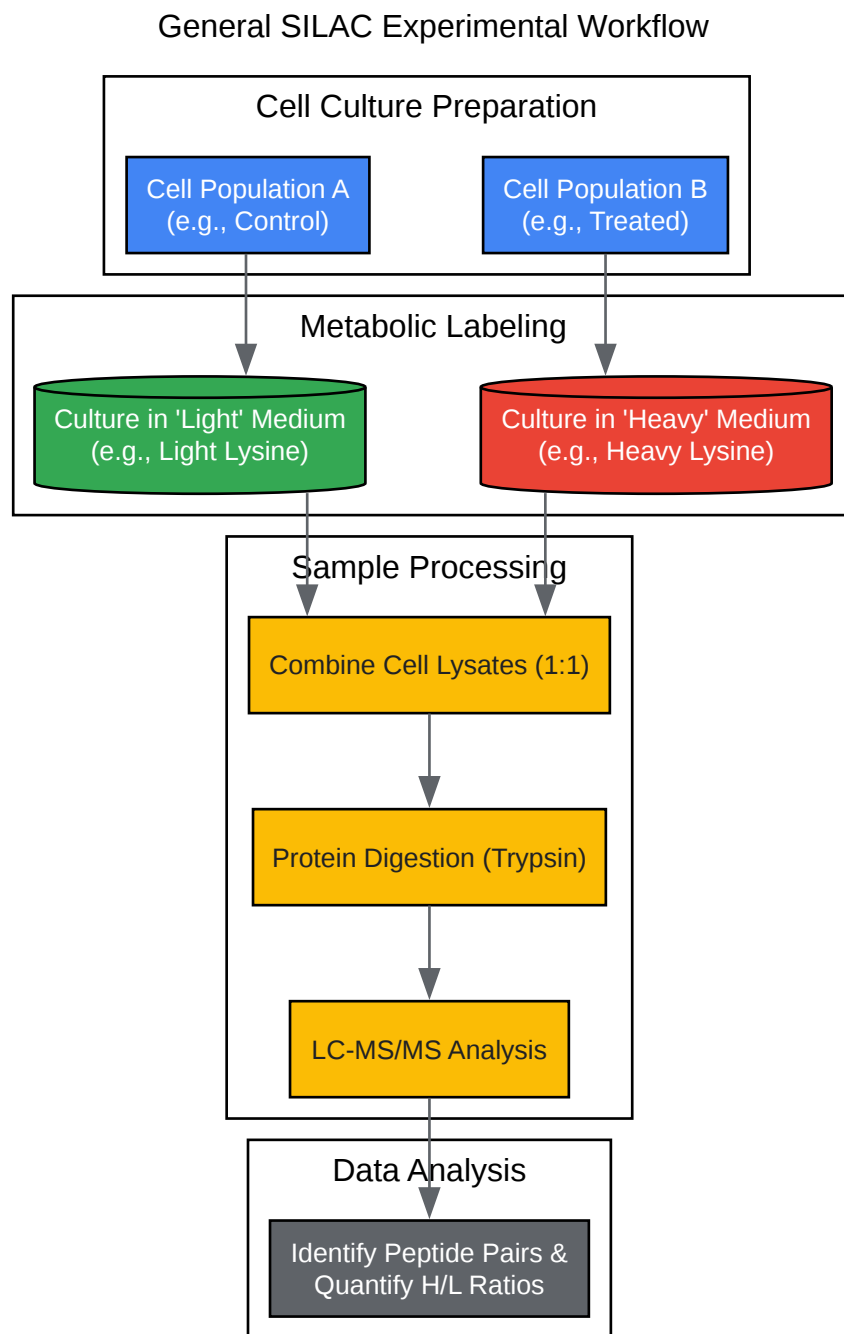 General SILAC Experimental Workflow
Cell Culture Preparation
Cell Population A
(e.g., Control)
Cell Population B
(e.g., Treated)
Metabolic Labeling
Culture in 'Light' Medium
(e.g., Light Lysine)
Culture in 'Heavy' Medium
(e.g., Heavy Lysine)
Sample Processing
Combine Cell Lysates (1:1)
Protein Digestion (Trypsin)
LC-MS/MS Analysis
Data Analysis
Identify Peptide Pairs &
Quantify H/L Ratios